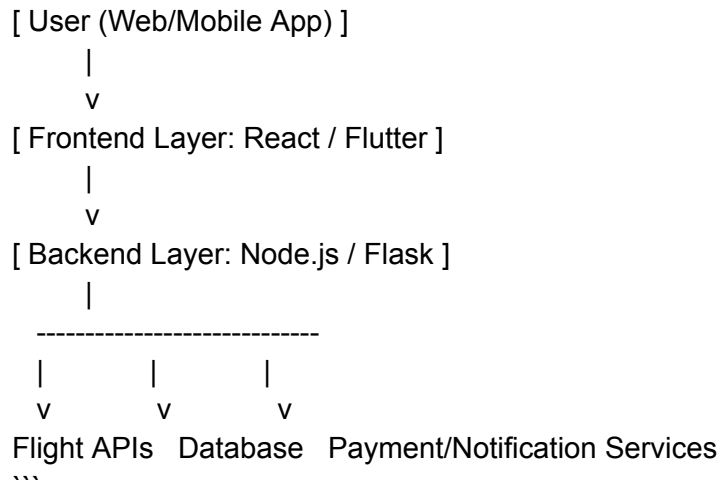 [ User (Web/Mobile App) ]
|
v
[ Frontend Layer: React / Flutter ]
|
v
[ Backend Layer: Node.js / Flask ]
|
-----------------------------
| | |
v v v
Flight APIs Database Payment/Notification Services
```